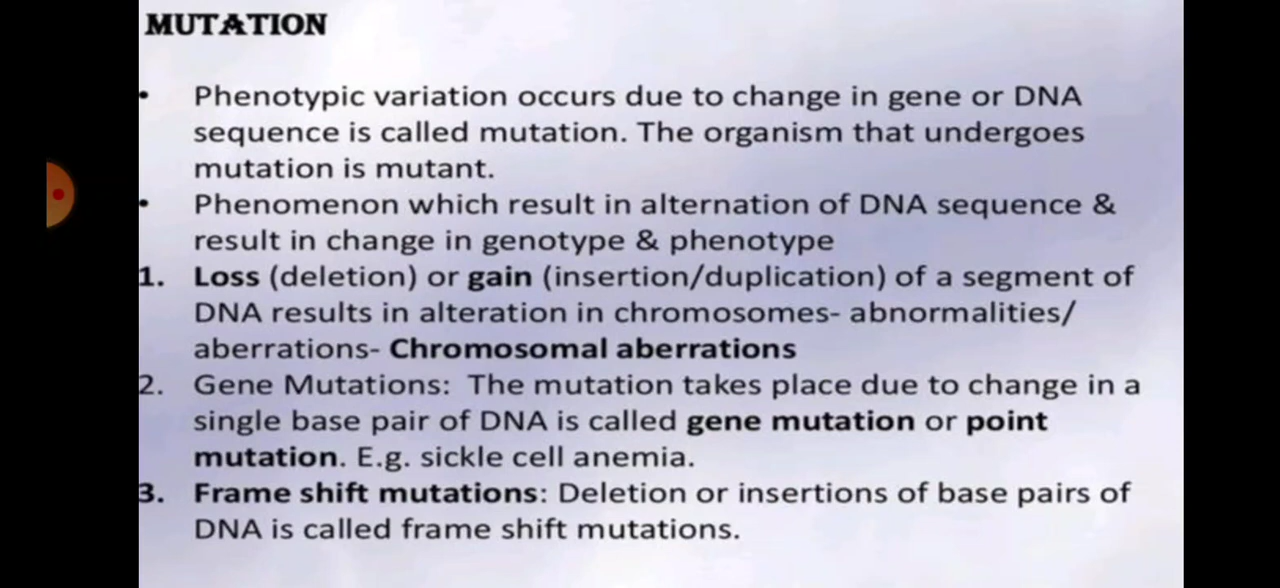 MUTATION
• Phenotypic variation occurs due to change in gene or DNA
sequence is called mutation. The organism that undergoes
mutation is mutant.
• Phenomenon which result in alternation of DNA sequence &
result in change in genotype & phenotype
1. Loss (deletion) or gain (insertion/duplication) of a segment of
DNA results in alteration in chromosomes- abnormalities/
aberrations- Chromosomal aberrations
2. Gene Mutations: The mutation takes place due to change in a
single base pair of DNA is called gene mutation or point
mutation. E.g. sickle cell anemia.
3. Frame shift mutations: Deletion or insertions of base pairs of
DNA is called frame shift mutations.